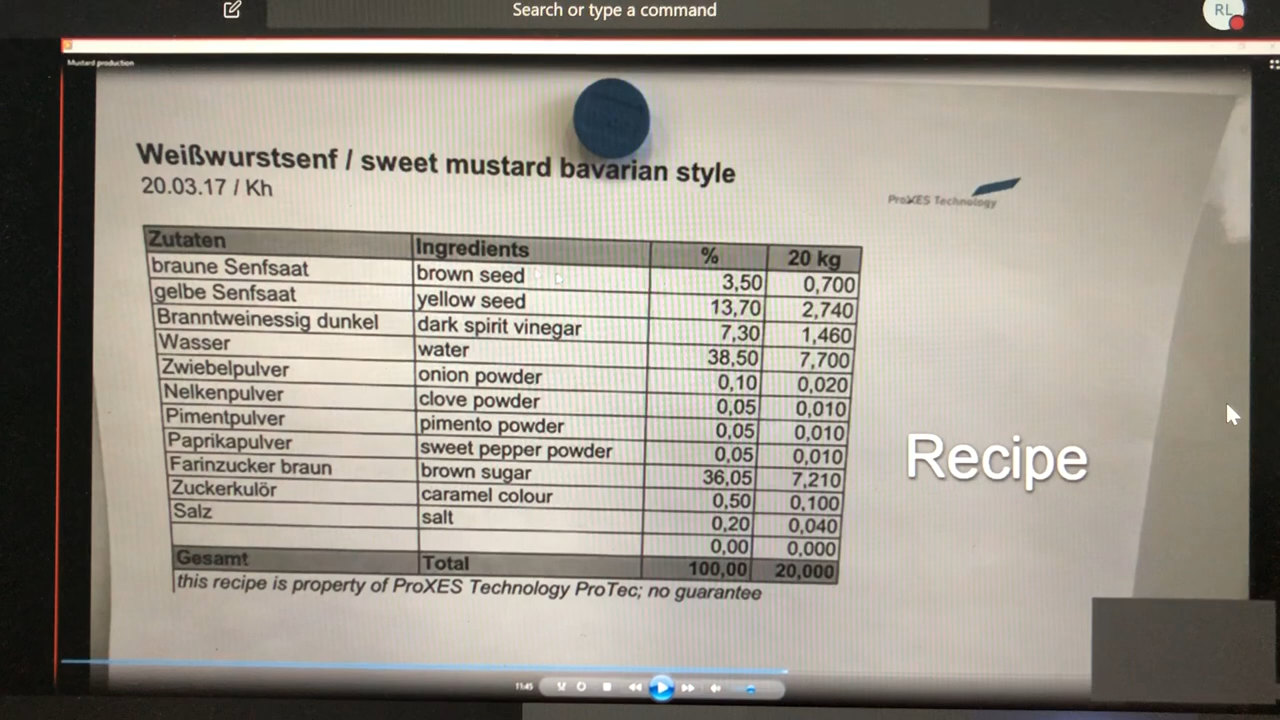 Search or type a command
RL
Mustard production
Weißwurstsenf / sweet mustard bavarian style
20.03.17 / Kh
ProXES Technology
Zutaten Ingredients % 20 kg
braune Senfsaat brown seed 3,50 0,700
gelbe Senfsaat yellow seed 13,70 2,740
Branntweinessig dunkel dark spirit vinegar 7,30 1,460
Wasser water 38,50 7,700
Zwiebelpulver onion powder 0,10 0,020
Nelkenpulver clove powder 0,05 0,010
Pimentpulver pimento powder 0,05 0,010
Paprikapulver sweet pepper powder 0,05 0,010
Farinzucker braun brown sugar 36,05 7,210
Zuckerkulör caramel colour 0,50 0,100
Salz salt 0,20 0,040
0,00 0,000
Gesamt Total 100,00 20,000
this recipe is property of ProXES Technology ProTec; no guarantee
Recipe
11:45